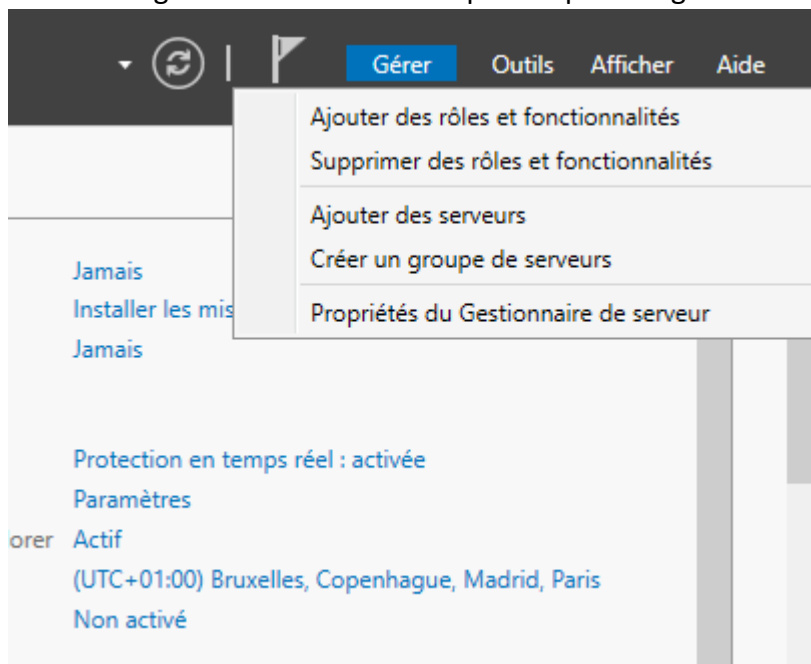 Gérer Outils Afficher Aide
Ajouter des rôles et fonctionnalités
Supprimer des rôles et fonctionnalités
Ajouter des serveurs
Créer un groupe de serveurs
Propriétés du Gestionnaire de serveur
Jamais
Installer les mis
Jamais
Protection en temps réel : activée
Paramètres
lorer Actif
(UTC+01:00) Bruxelles, Copenhague, Madrid, Paris
Non activé